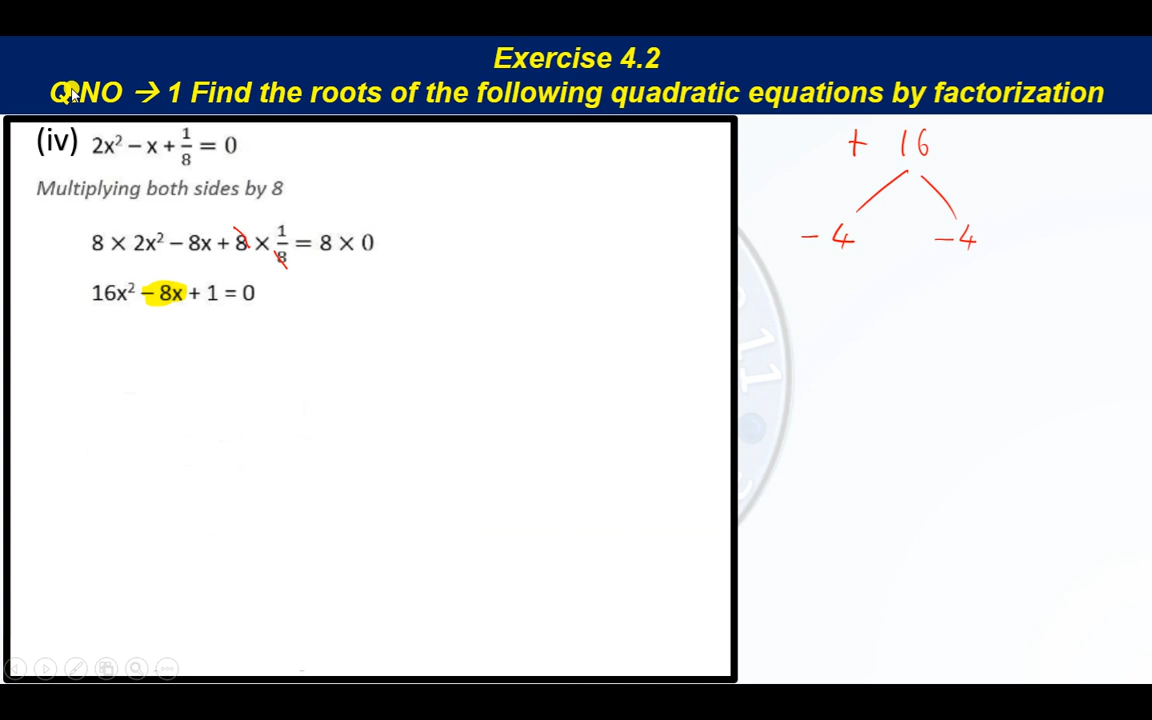 Exercise 4.2
Q.NO → 1 Find the roots of the following quadratic equations by factorization
(iv) 2x² – x + 1/8 = 0
Multiplying both sides by 8
8 × 2x² – 8x + 8 × 1/8 = 8 × 0
16x² – 8x + 1 = 0
+ 16
– 4 – 4
11